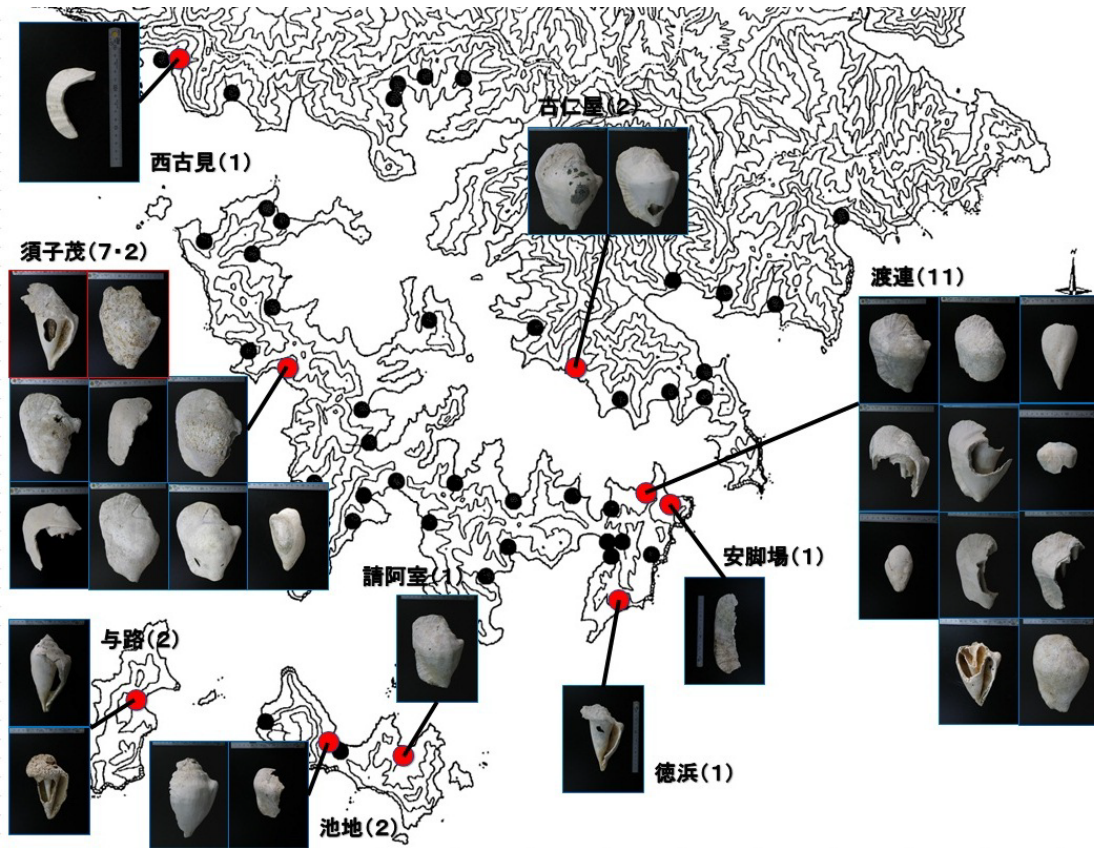 古仁屋(2)
西古見(1)
須子茂(7・2)
渡連(11)
安脚場(1)
請阿室(1)
与路(2)
徳浜(1)
池地(2)